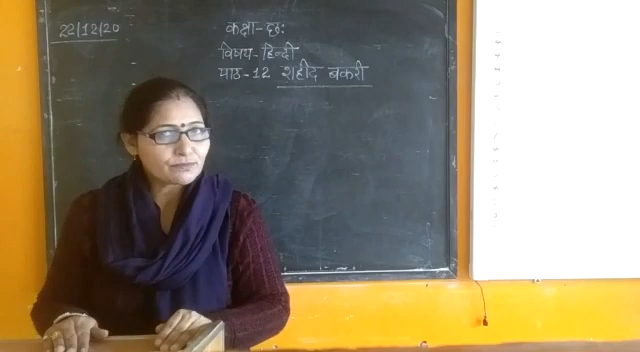 22/12/20
कक्षा - छः
विषय - हिन्दी
पाठ - 12 शहीद बकरी